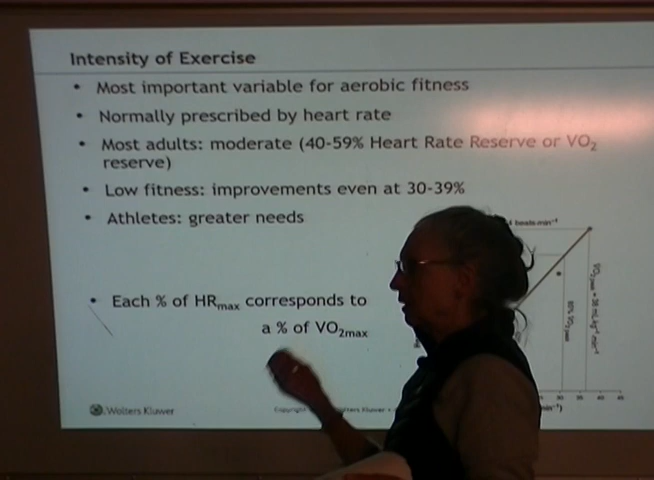 Intensity of Exercise
• Most important variable for aerobic fitness
• Normally prescribed by heart rate
• Most adults: moderate (40-59% Heart Rate Reserve or VO2
reserve)
• Low fitness: improvements even at 30-39%
• Athletes: greater needs
• Each % of HRmax corresponds to
a % of VO2max
Wolters Kluwer